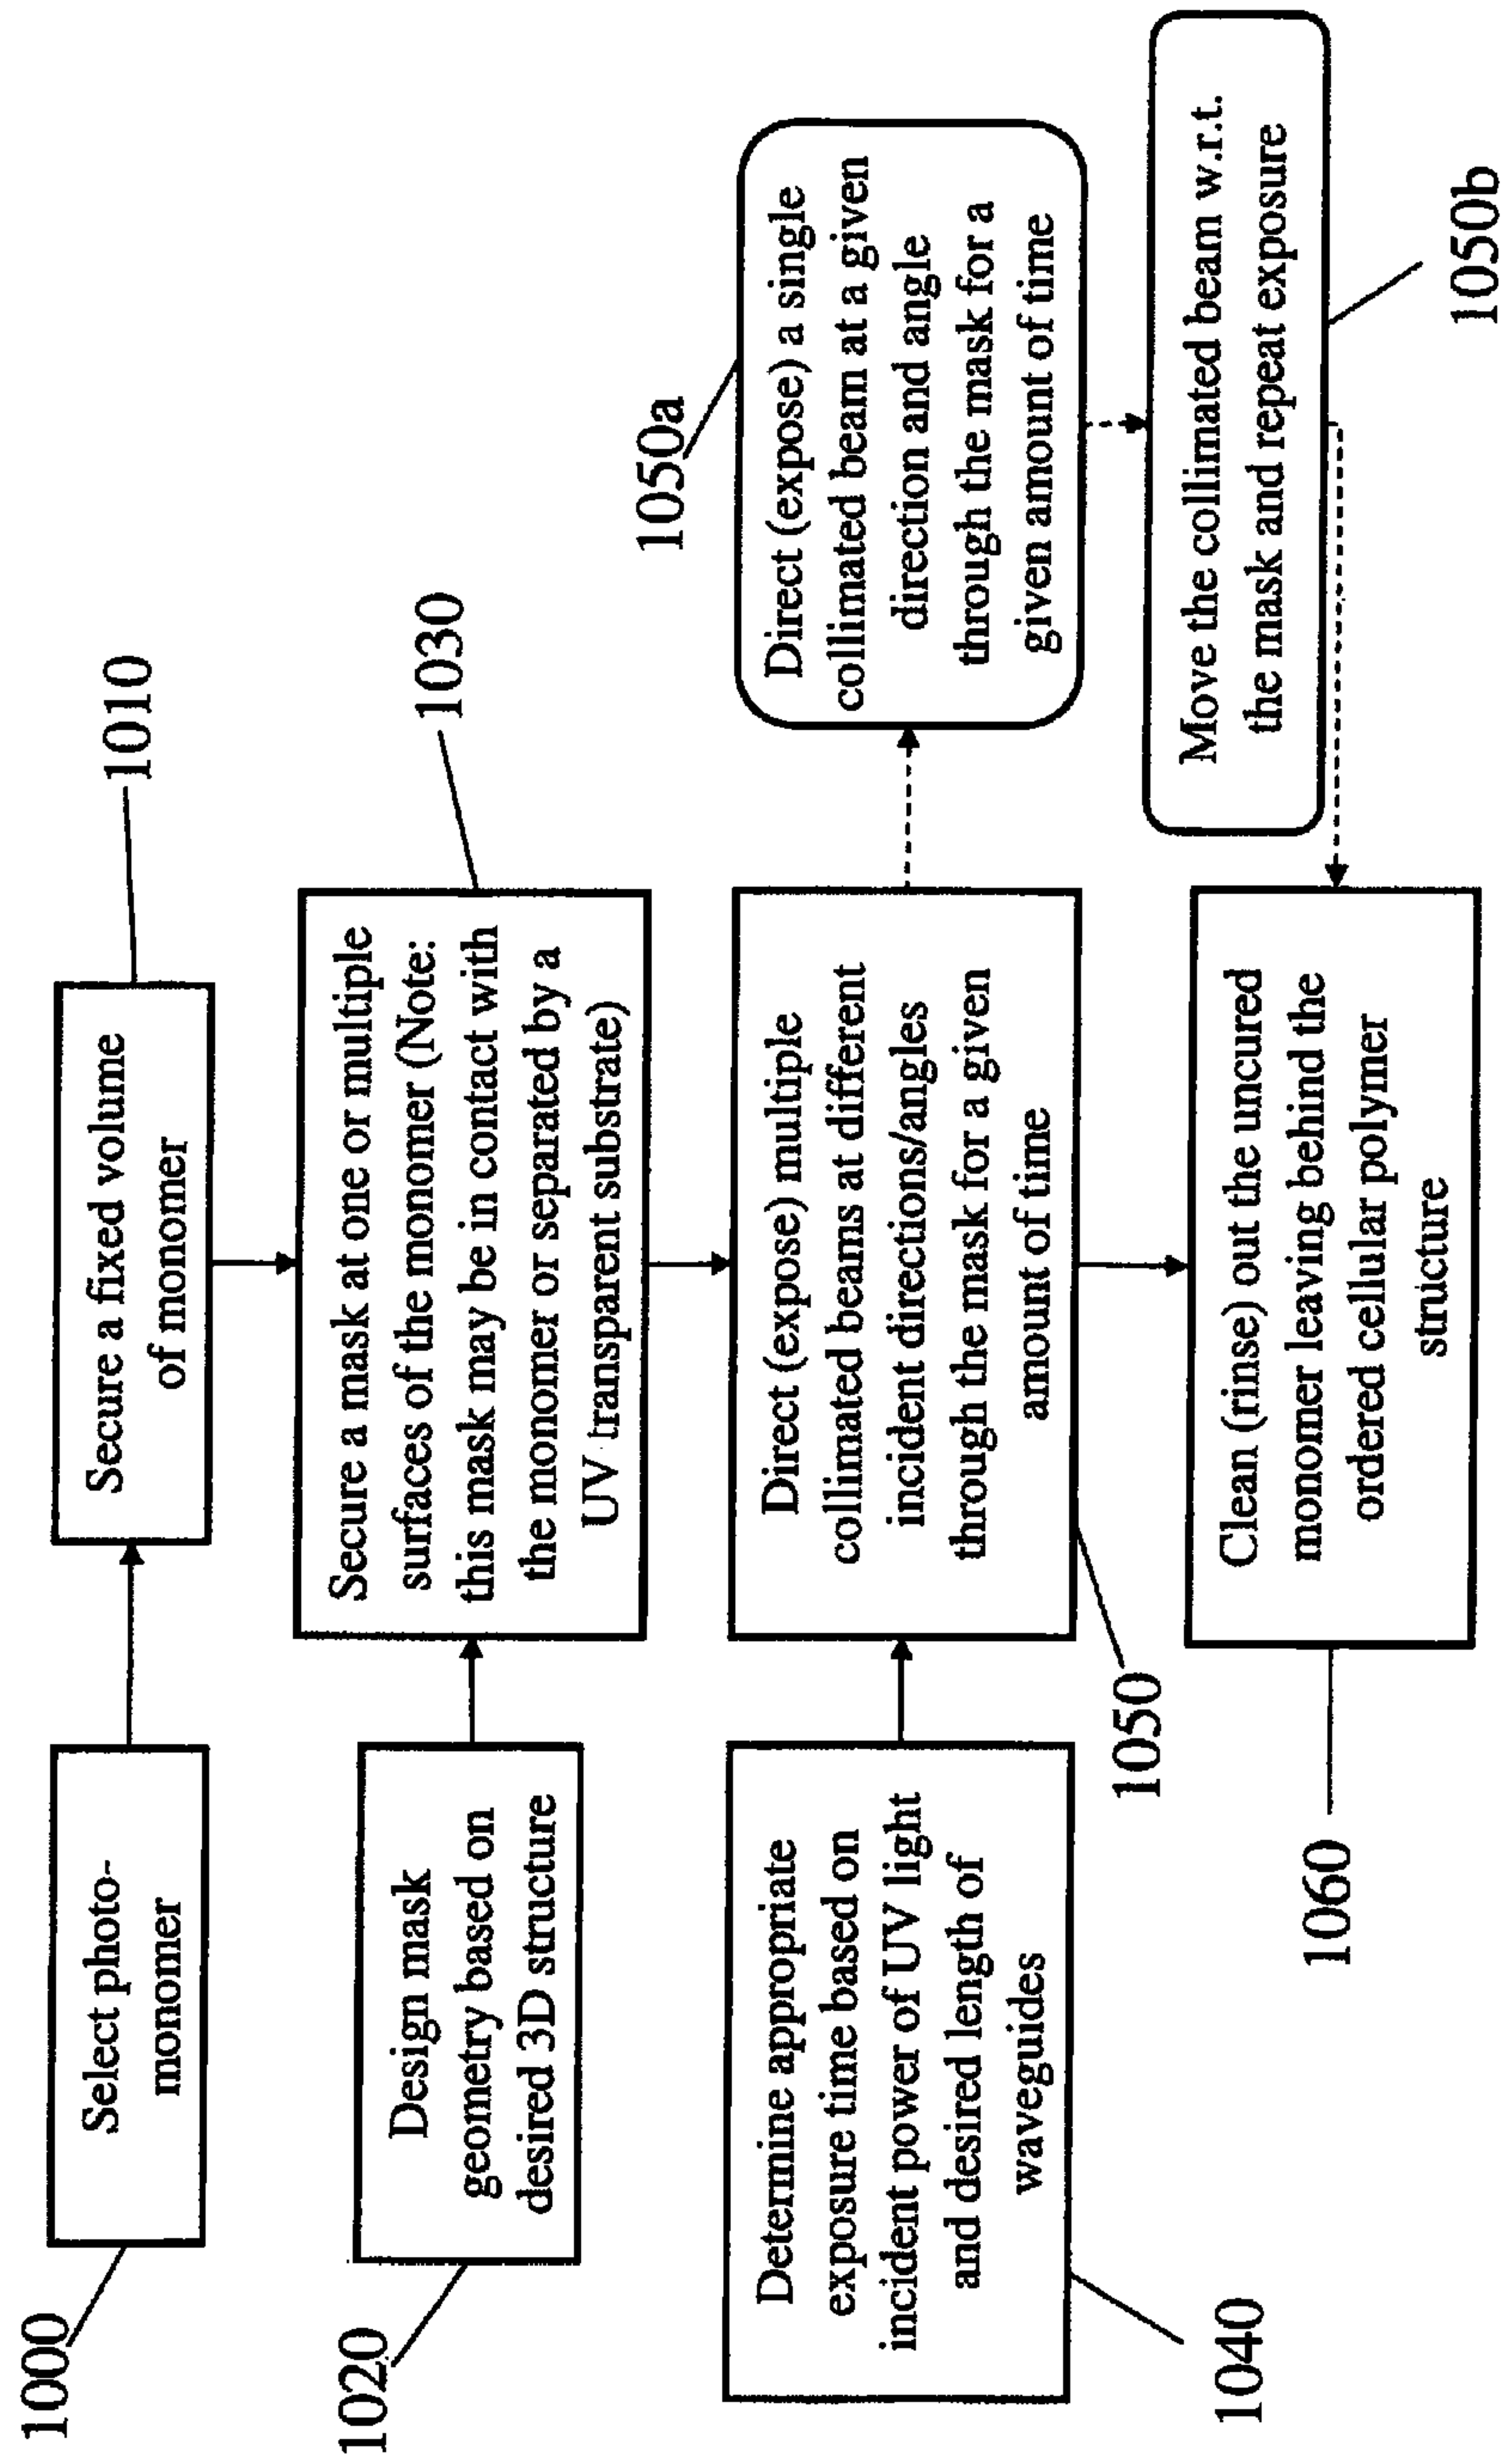 1000
Select photo-
monomer
Secure a fixed volume
of monomer
1010
1020
Design mask
geometry based on
desired 3D structure
Secure a mask at one or multiple
surfaces of the monomer (Note:
this mask may be in contact with
the monomer or separated by a
UV transparent substrate)
1030
Determine appropriate
exposure time based on
incident power of UV light
and desired length of
waveguides
1040
Direct (expose) multiple
collimated beams at different
incident directions/angles
through the mask for a given
amount of time
1050
1050a
Direct (expose) a single
collimated beam at a given
direction and angle
through the mask for a
given amount of time
Move the collimated beam w.r.t.
the mask and repeat exposure
1050b
1060
Clean (rinse) out the uncured
monomer leaving behind the
ordered cellular polymer
structure